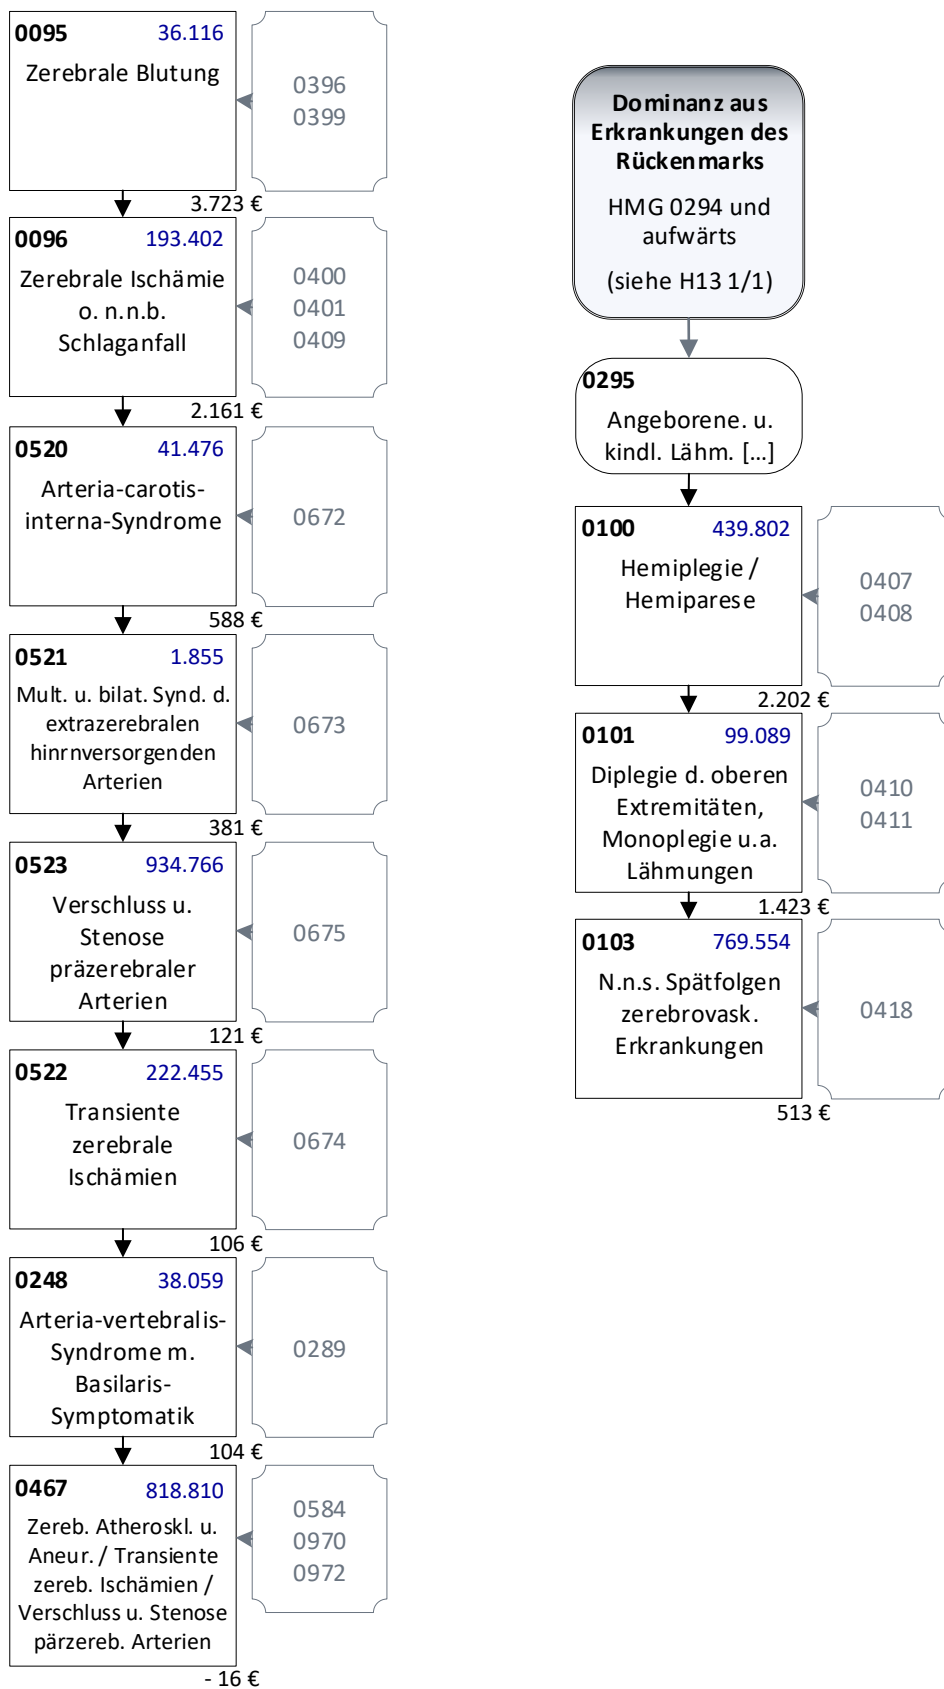 0095 36.116
Zerebrale Blutung
0396
0399
3.723 €
0096 193.402
Zerebrale Ischämie
o. n.n.b.
Schlaganfall
0400
0401
0409
2.161 €
0520 41.476
Arteria-carotis-
interna-Syndrome
0672
588 €
0521 1.855
Mult. u. bilat. Synd. d.
extrazerebralen
hinrnversorgenden
Arterien
0673
381 €
0523 934.766
Verschluss u.
Stenose
präzerebraler
Arterien
0675
121 €
0522 222.455
Transiente
zerebrale
Ischämien
0674
106 €
0248 38.059
Arteria-vertebralis-
Syndrome m.
Basilaris-
Symptomatik
0289
104 €
0467 818.810
Zereb. Atheroskl. u.
Aneur. / Transiente
zereb. Ischämien /
Verschluss u. Stenose
pärzereb. Arterien
0584
0970
0972
- 16 €
Dominanz aus
Erkrankungen des
Rückenmarks
HMG 0294 und
aufwärts
(siehe H13 1/1)
0295
Angeborene. u.
kindl. Lähm. [...]
0100 439.802
Hemiplegie /
Hemiparese
0407
0408
2.202 €
0101 99.089
Diplegie d. oberen
Extremitäten,
Monoplegie u.a.
Lähmungen
0410
0411
1.423 €
0103 769.554
N.n.s. Spätfolgen
zerebrovask.
Erkrankungen
0418
513 €